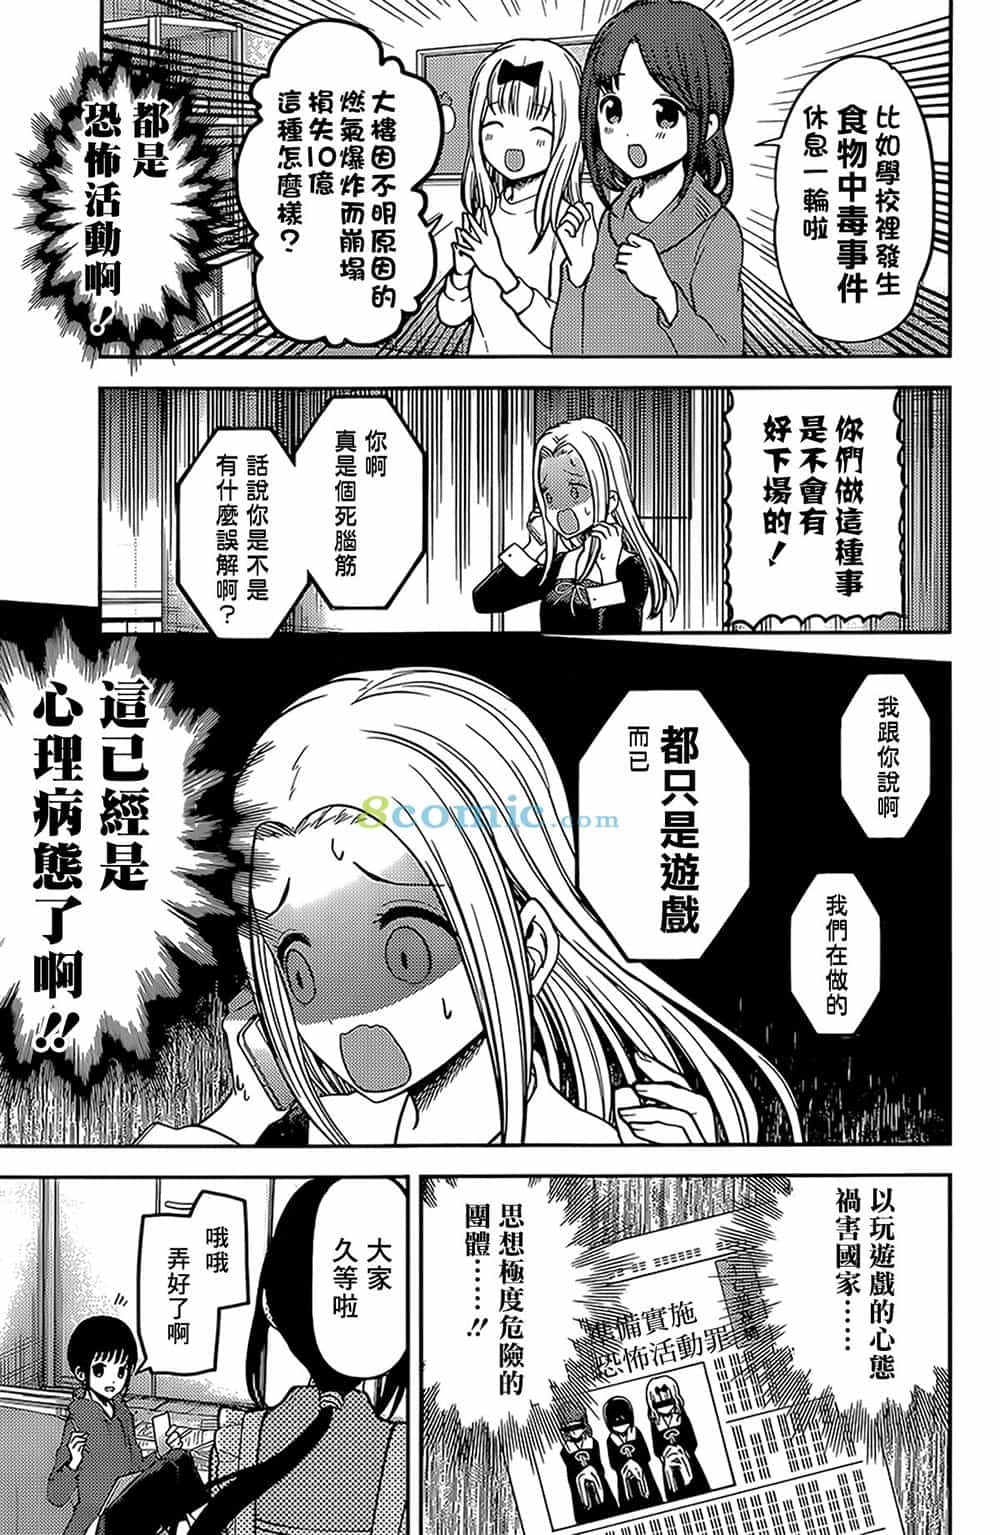 比如學校裡發生
食物中毒事件
休息一輪啦
大樓因不明原因的
燃氣爆炸而崩塌
損失10億
這種怎麼樣？
都是
恐怖活動啊！
你們做這種事
是不會有
好下場的！
你啊
真是個死腦筋
話說你是不是
有什麼誤解啊？
我跟你說啊
我們在做的
都只是遊戲
而已
這已經是
心理病態了啊！！
8comic.com
以玩遊戲的心態
禍害國家……
準備實施
恐怖活動罪
思想極度危險的
團體……！！
大家
久等啦
哦哦
弄好了啊